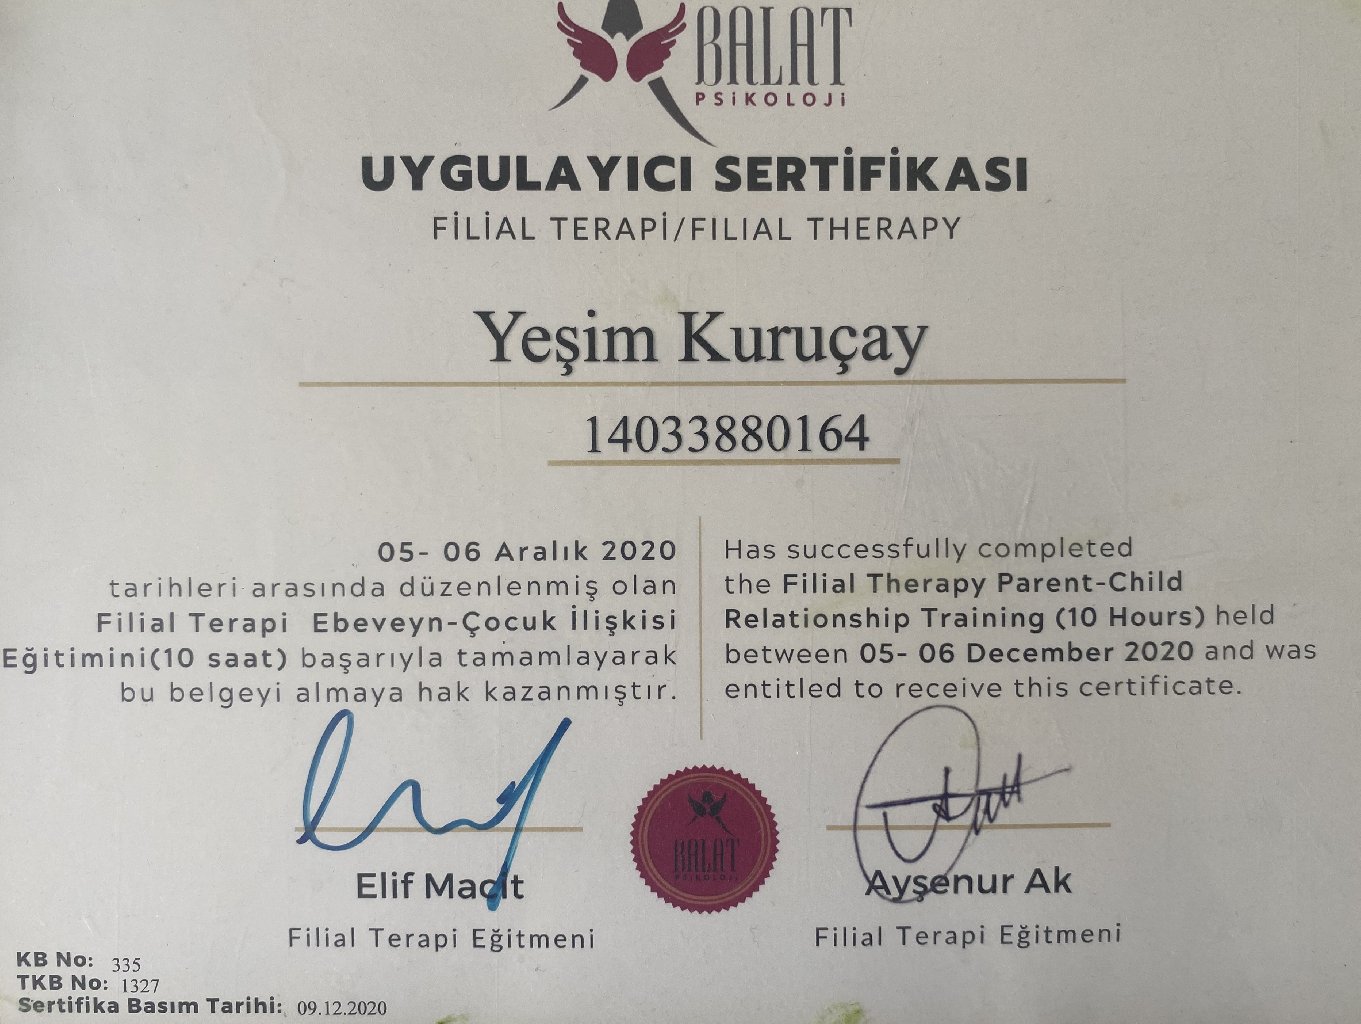 BALAT
PSİKOLOJİ
UYGULAYICI SERTİFİKASI
FİLİAL TERAPİ/FILIAL THERAPY
Yeşim Kuruçay
14033880164
05- 06 Aralık 2020
tarihleri arasında düzenlenmiş olan
Filial Terapi Ebeveyn-Çocuk İlişkisi
Eğitimini(10 saat) başarıyla tamamlayarak
bu belgeyi almaya hak kazanmıştır.
Has successfully completed
the Filial Therapy Parent-Child
Relationship Training (10 Hours) held
between 05- 06 December 2020 and was
entitled to receive this certificate.
BALAT
PSİKOLOJİ
Elif Macit
Filial Terapi Eğitmeni
Ayşenur Ak
Filial Terapi Eğitmeni
KB No: 335
TKB No: 1327
Sertifika Basım Tarihi: 09.12.2020